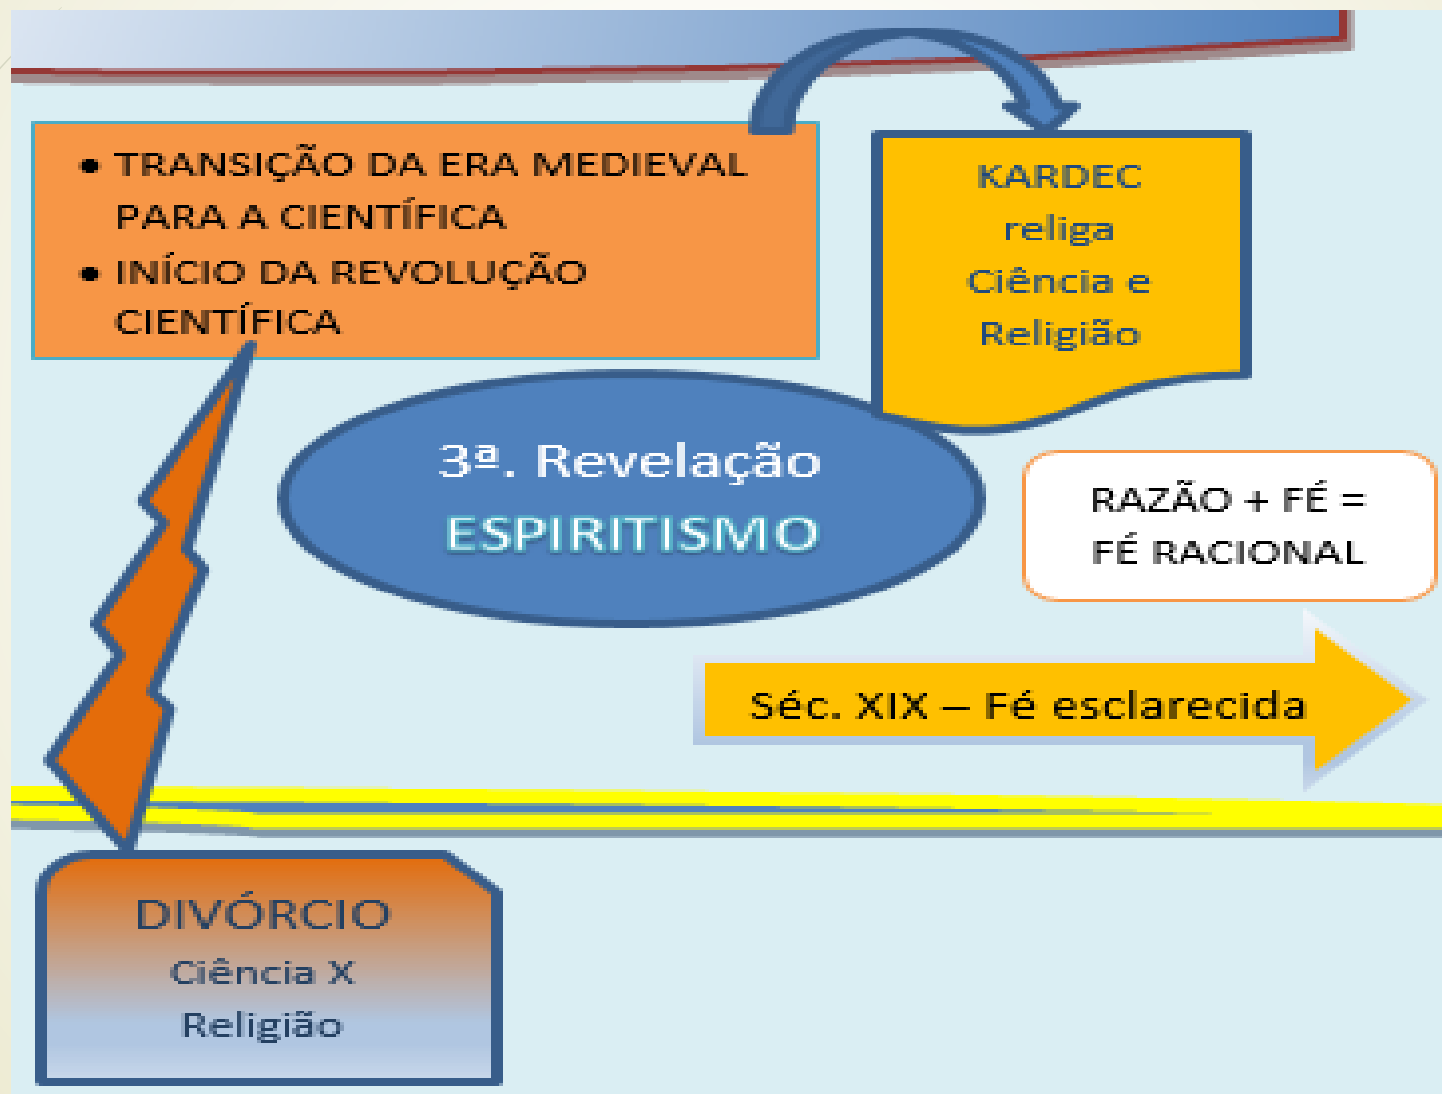 • TRANSIÇÃO DA ERA MEDIEVAL
PARA A CIENTÍFICA
• INÍCIO DA REVOLUÇÃO
CIENTÍFICA
KARDEC
religa
Ciência e
Religião
3ª. Revelação
ESPIRITISMO
RAZÃO + FÉ =
FÉ RACIONAL
Séc. XIX – Fé esclarecida
DIVÓRCIO
Ciência X
Religião